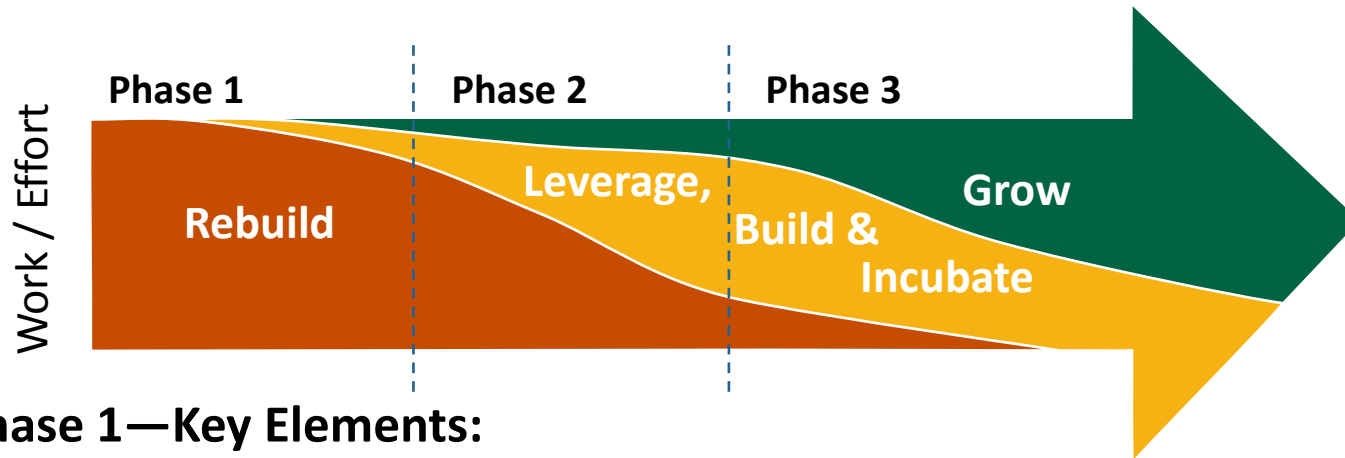 Phase 1
Phase 2
Phase 3
Work / Effort
Rebuild
Leverage,
Build &
Incubate
Grow
hase 1—Key Elements: